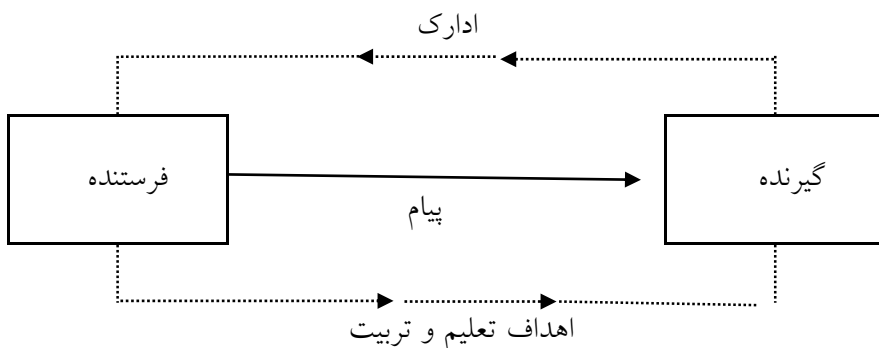 ادارک
فرستنده
گیرنده
پیام
اهداف تعلیم و تربیت